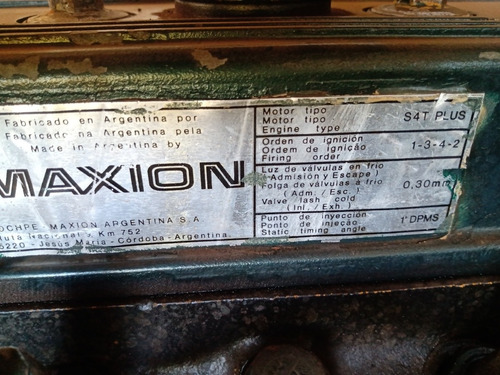 Fabricado en Argentina por
Fabricado na Argentina pela
Made in Argentina by
MAXION
MAXION ARGENTINA S.A
Km 752
5220 - Jesús María - Córdoba - Argentina.
Motor tipo
Motor tipo
Engine type
S4T PLUS
Orden de ignición
Ordem de ignição
Firing order
1-3-4-2
Luz de válvulas en frío
( Admisión y Escape )
Folga de válvulas a frio
( Adm. / Esc. )
Valve lash cold
( Inl. / Exh. )
0,30mm
Punto de inyección
Ponto de injeção
Static timing angle
1°DPMS